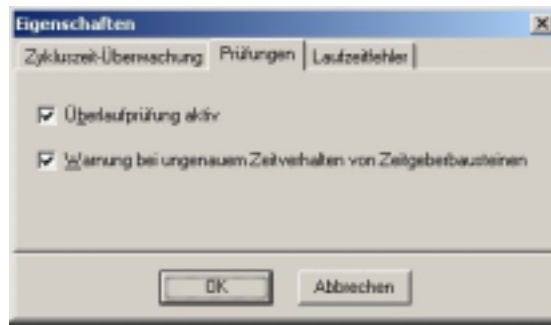 Eigenschaften
Zykluszeit-Überwachung Prüfungen Laufzeitfehler
Überlaufprüfung aktiv
Warnung bei ungenauem Zeitverhalten von Zeitgeberbausteinen
OK Abbrechen